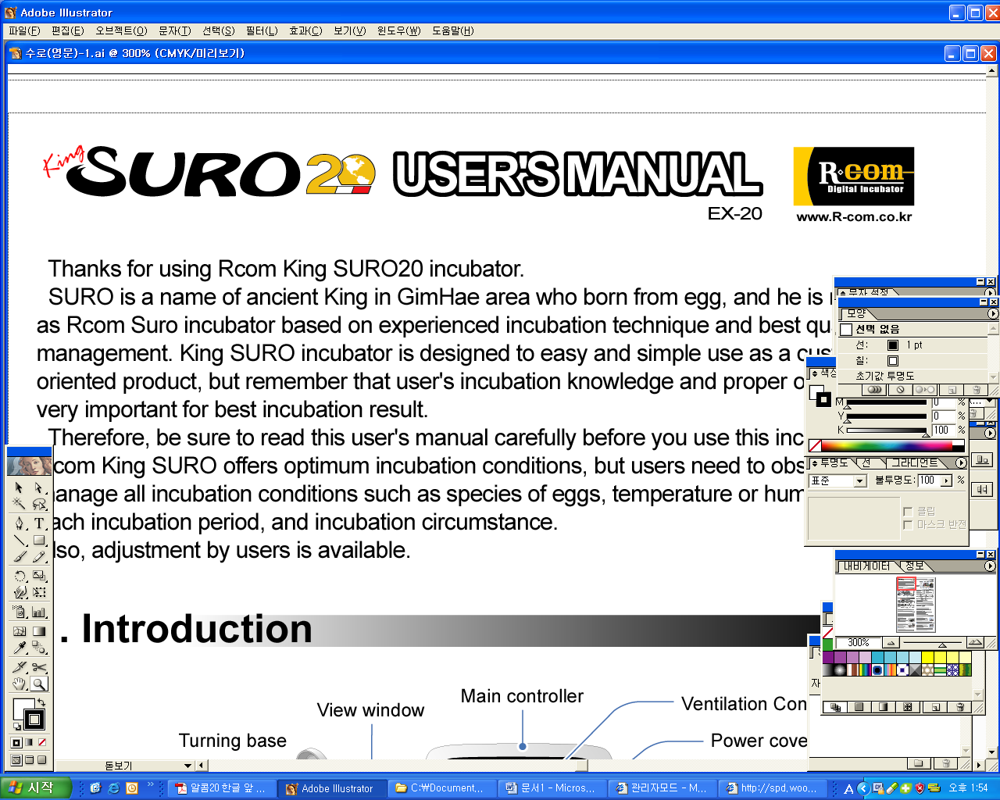 Adobe Illustrator
파일(F) 편집(E) 오브젝트(O) 문자(T) 선택(S) 필터(L) 효과(C) 보기(V) 윈도우(W) 도움말(H)
수로(명문)-1.ai @ 300% (CMYK/미리보기)
King SURO 20 USER'S MANUAL
EX-20
R·com
Digital Incubator
www.R-com.co.kr
Thanks for using Rcom King SURO20 incubator.
SURO is a name of ancient King in GimHae area who born from egg, and he is
as Rcom Suro incubator based on experienced incubation technique and best
management. King SURO incubator is designed to easy and simple use as a
oriented product, but remember that user's incubation knowledge and proper
very important for best incubation result.
Therefore, be sure to read this user's manual carefully before you use this
com King SURO offers optimum incubation conditions, but users need to
anage all incubation conditions such as species of eggs, temperature or
ach incubation period, and incubation circumstance.
lso, adjustment by users is available.
. Introduction
Main controller
View window
Ventilation Con
Turning base
Power cove
문자 설정
모양
선택 없음
선: 1 pt
칠:
초기값 투명도
색상
M 0 %
Y 0 %
K 100 %
투명도 선 그라디언트
표준 불투명도: 100 %
클립
마스크 반전
내비게이터 정보
300%
자
돋보기
시작
알콤20 한글 앞 ...
Adobe Illustrator
C:\Document...
문서1 - Micros...
관리자모드 - M...
http://spd.woo...
A
오후 1:54